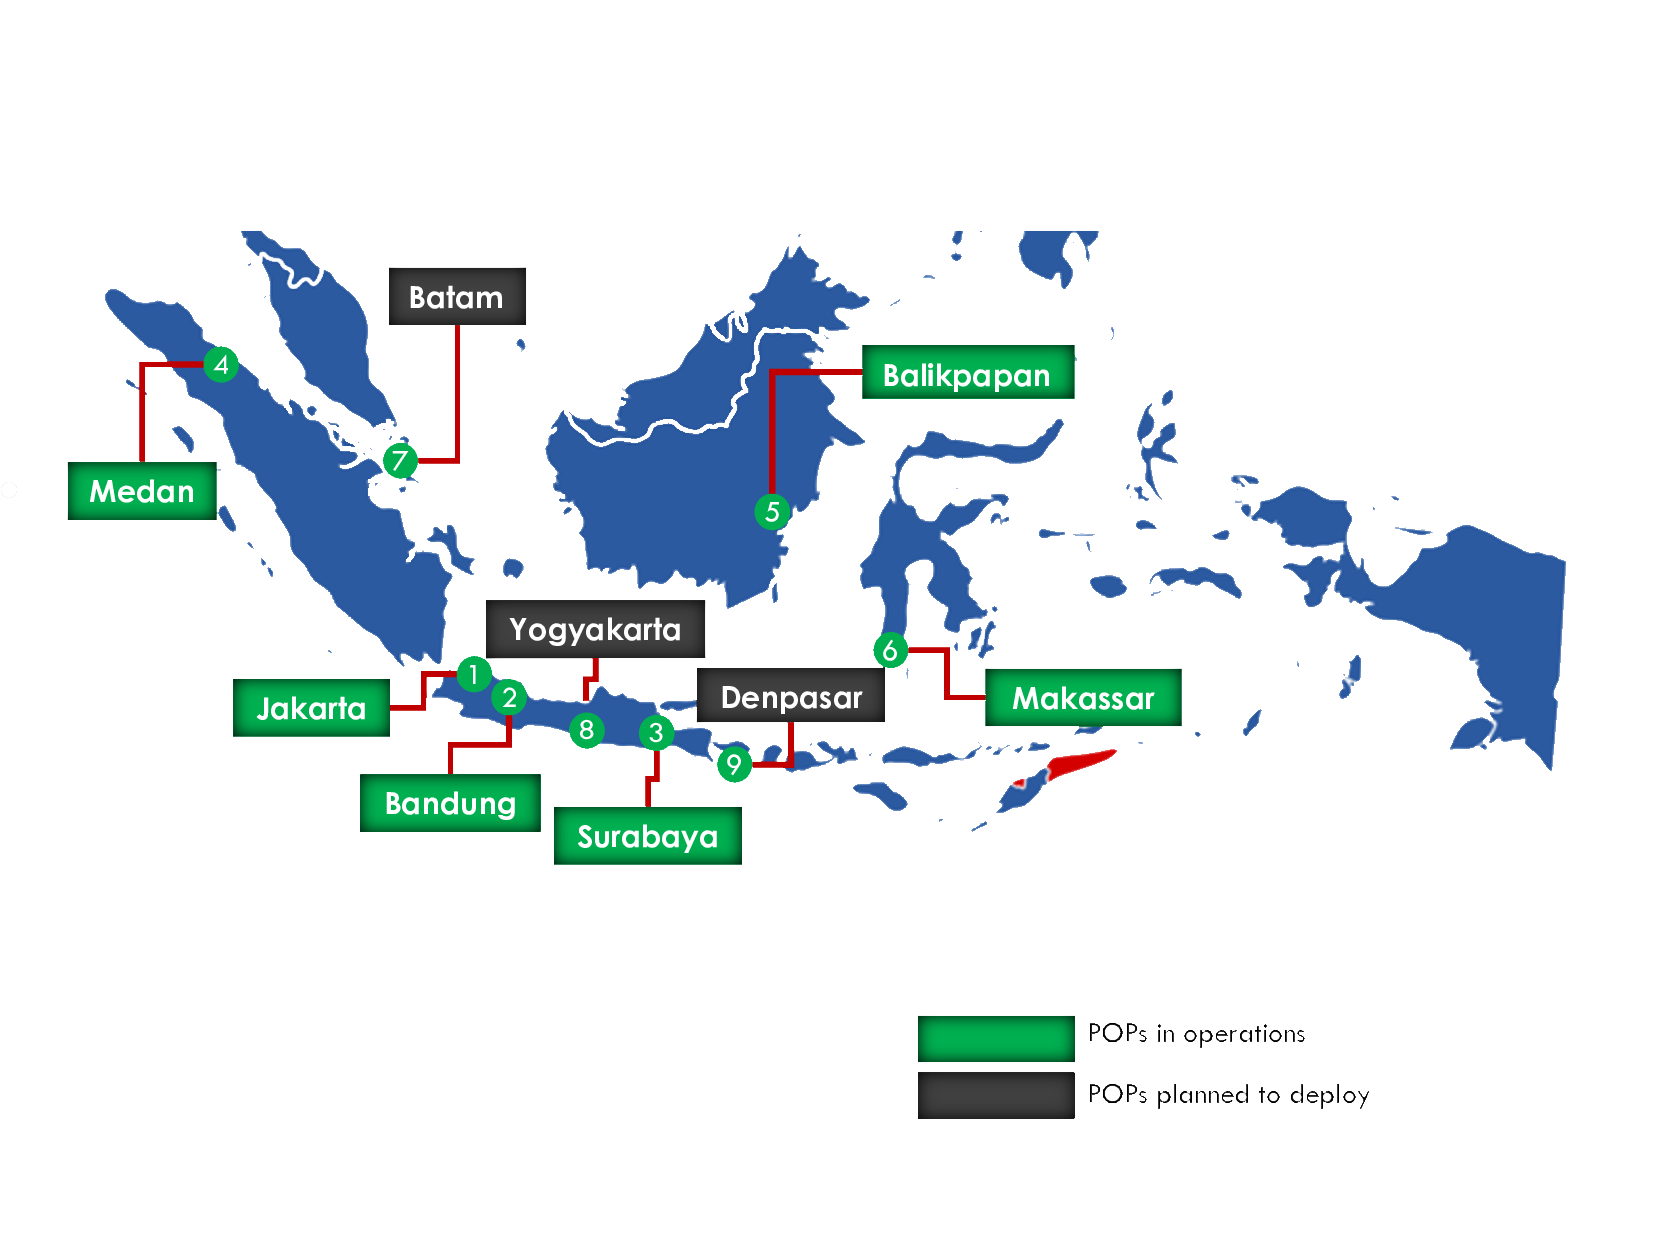 Batam
4
Balikpapan
7
Medan
5
Yogyakarta
6
1
Jakarta
2
Denpasar
Makassar
8
3
9
Bandung
Surabaya
POPs in operations
POPs planned to deploy